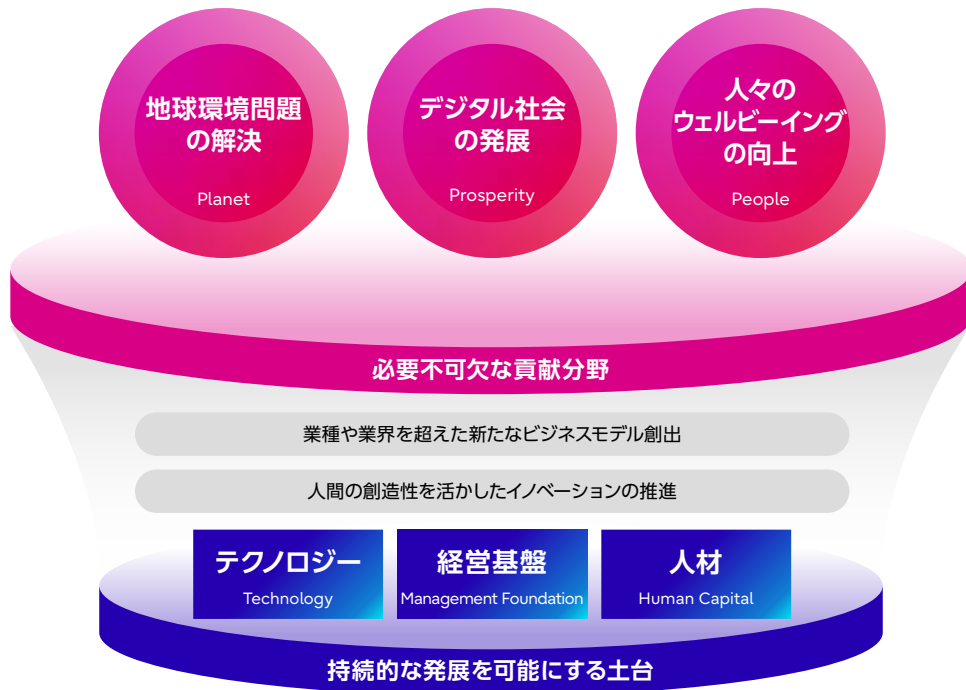 地球環境問題
の解決
Planet
デジタル社会
の発展
Prosperity
人々の
ウェルビーイング
の向上
People
必要不可欠な貢献分野
業種や業界を超えた新たなビジネスモデル創出
人間の創造性を活かしたイノベーションの推進
テクノロジー
Technology
経営基盤
Management Foundation
人材
Human Capital
持続的な発展を可能にする土台